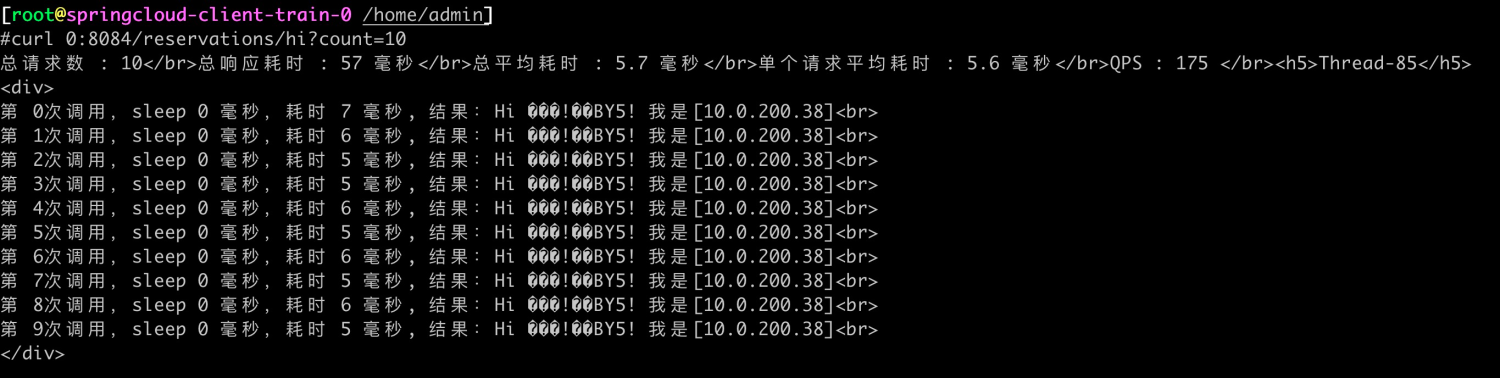 [root@springcloud-client-train-0 /home/admin]
#curl 0:8084/reservations/hi?count=10
总请求数 : 10</br>总响应耗时 : 57 毫秒</br>总平均耗时 : 5.7 毫秒</br>单个请求平均耗时 : 5.6 毫秒</br>QPS : 175 </br><h5>Thread-85</h5>
<div>
第 0次调用, sleep 0 毫秒, 耗时 7 毫秒, 结果: Hi ���!��BY5! 我是[10.0.200.38]<br>
第 1次调用, sleep 0 毫秒, 耗时 6 毫秒, 结果: Hi ���!��BY5! 我是[10.0.200.38]<br>
第 2次调用, sleep 0 毫秒, 耗时 5 毫秒, 结果: Hi ���!��BY5! 我是[10.0.200.38]<br>
第 3次调用, sleep 0 毫秒, 耗时 5 毫秒, 结果: Hi ���!��BY5! 我是[10.0.200.38]<br>
第 4次调用, sleep 0 毫秒, 耗时 6 毫秒, 结果: Hi ���!��BY5! 我是[10.0.200.38]<br>
第 5次调用, sleep 0 毫秒, 耗时 5 毫秒, 结果: Hi ���!��BY5! 我是[10.0.200.38]<br>
第 6次调用, sleep 0 毫秒, 耗时 6 毫秒, 结果: Hi ���!��BY5! 我是[10.0.200.38]<br>
第 7次调用, sleep 0 毫秒, 耗时 5 毫秒, 结果: Hi ���!��BY5! 我是[10.0.200.38]<br>
第 8次调用, sleep 0 毫秒, 耗时 6 毫秒, 结果: Hi ���!��BY5! 我是[10.0.200.38]<br>
第 9次调用, sleep 0 毫秒, 耗时 5 毫秒, 结果: Hi ���!��BY5! 我是[10.0.200.38]<br>
</div>